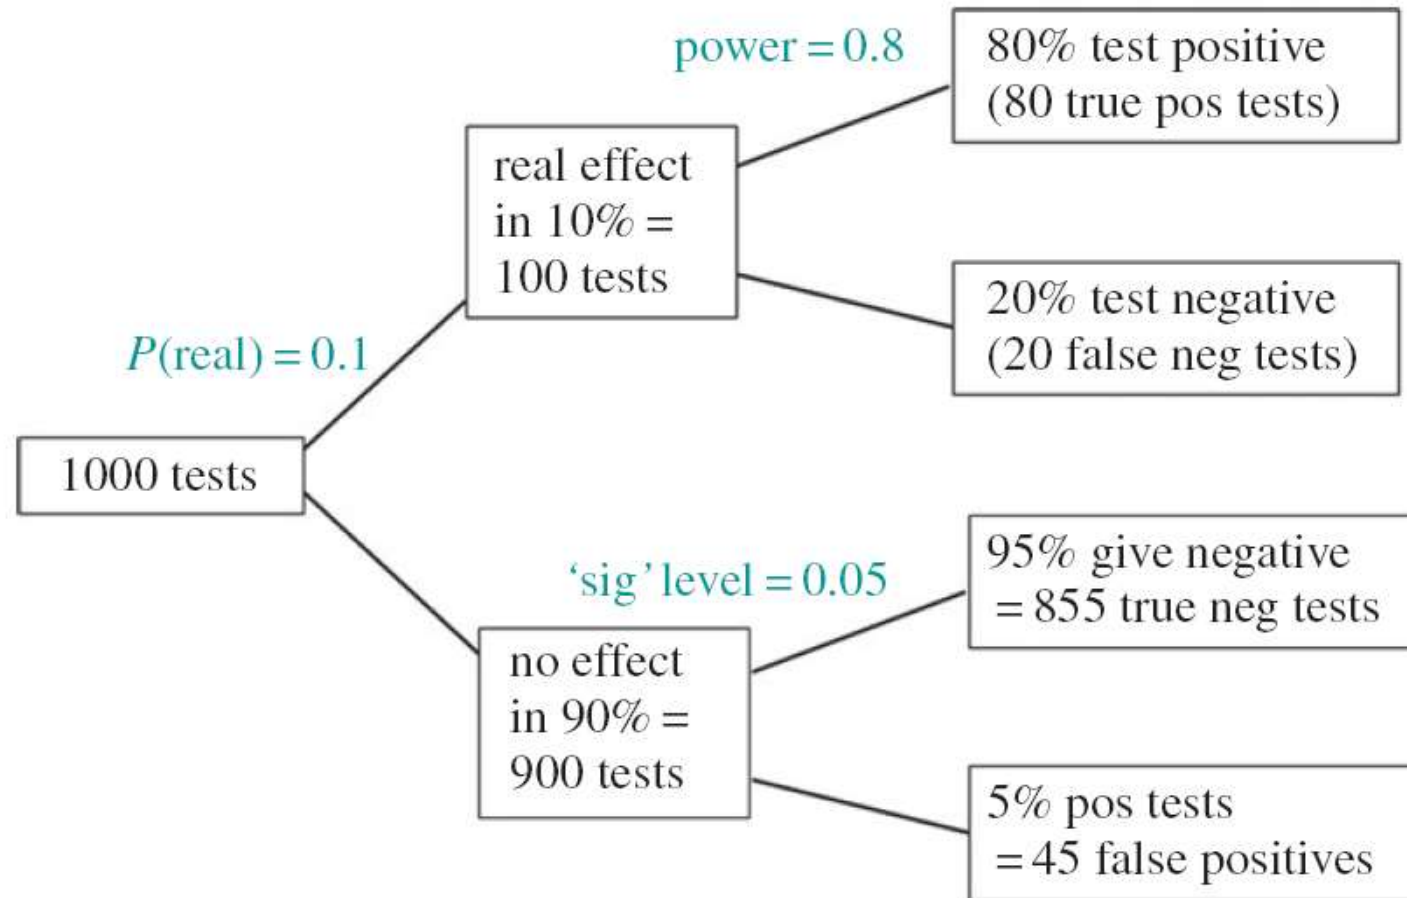 power = 0.8
80% test positive
(80 true pos tests)
real effect
in 10% =
100 tests
20% test negative
(20 false neg tests)
P(real) = 0.1
1000 tests
‘sig’ level = 0.05
95% give negative
= 855 true neg tests
no effect
in 90% =
900 tests
5% pos tests
= 45 false positives